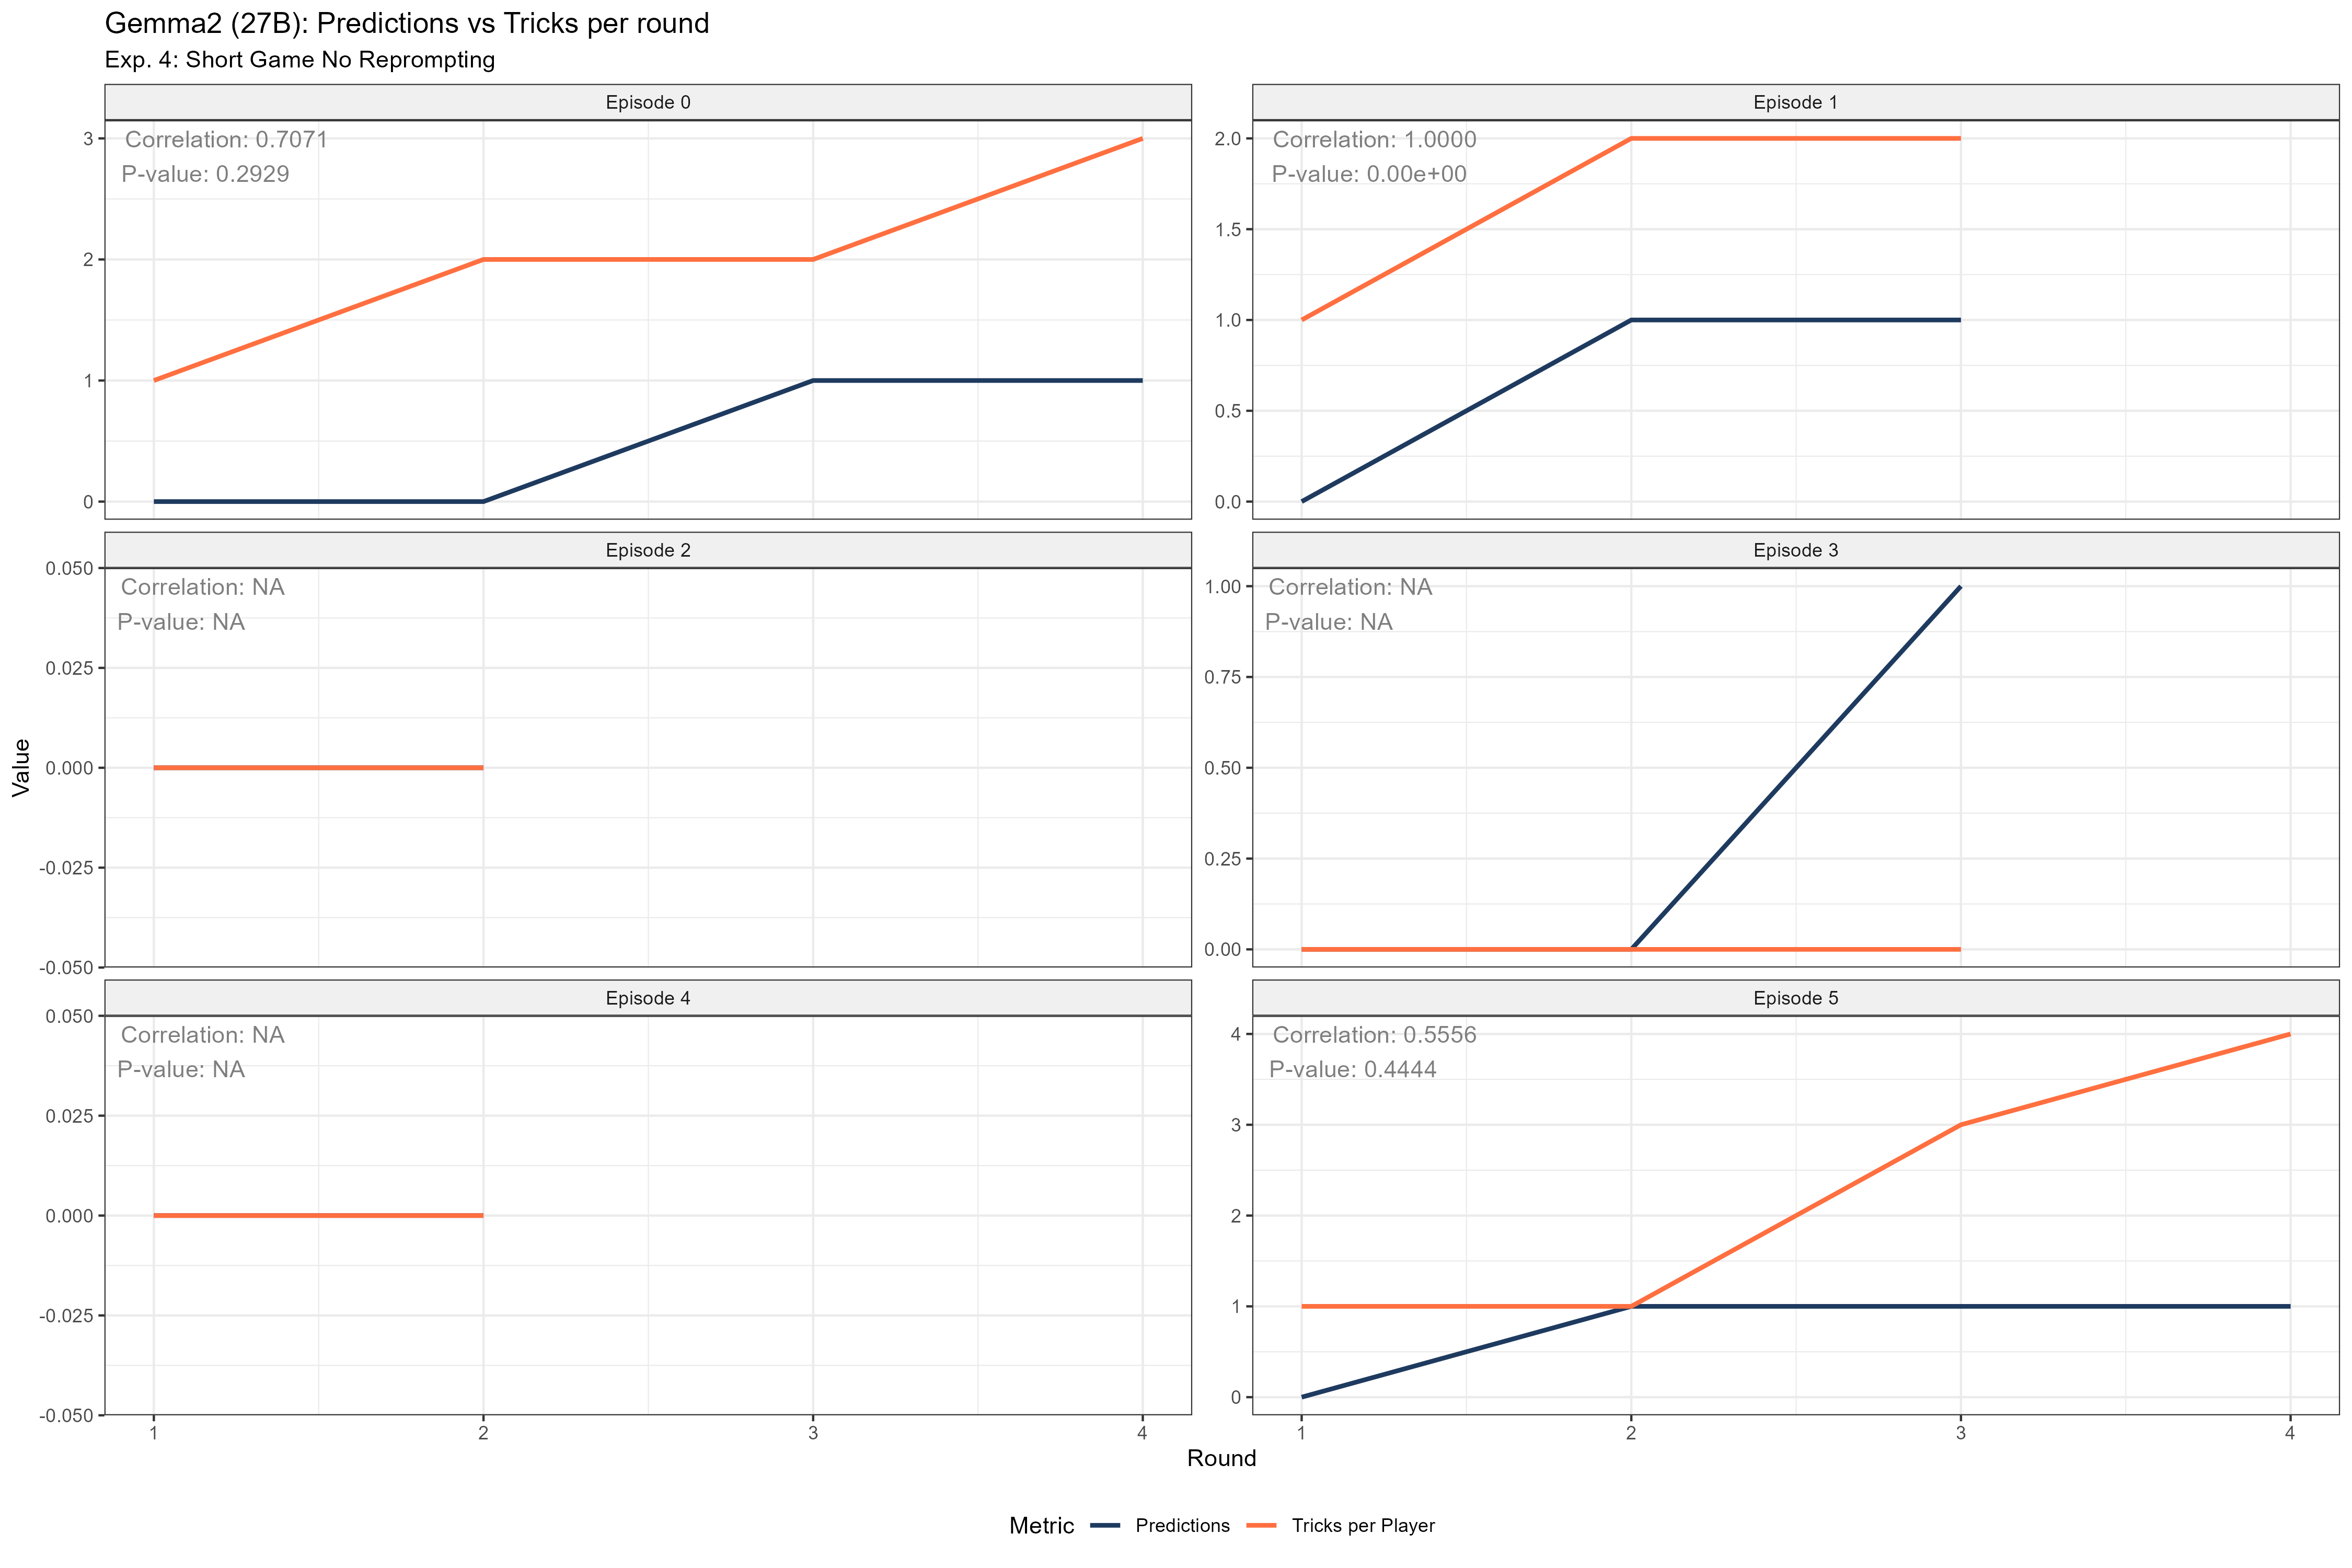 Gemma2 (27B): Predictions vs Tricks per round
Exp. 4: Short Game No Reprompting
Episode 0
Correlation: 0.7071
P-value: 0.2929
3
2
1
0
Episode 1
Correlation: 1.0000
P-value: 0.00e+00
2.0
1.5
1.0
0.5
0.0
Episode 2
Correlation: NA
P-value: NA
0.050
0.025
0.000
-0.025
-0.050
Episode 3
Correlation: NA
P-value: NA
1.00
0.75
0.50
0.25
0.00
Episode 4
Correlation: NA
P-value: NA
0.050
0.025
0.000
-0.025
-0.050
1 2 3 4
Episode 5
Correlation: 0.5556
P-value: 0.4444
4
3
2
1
0
1 2 3 4
Value
Round
Metric Predictions Tricks per Player